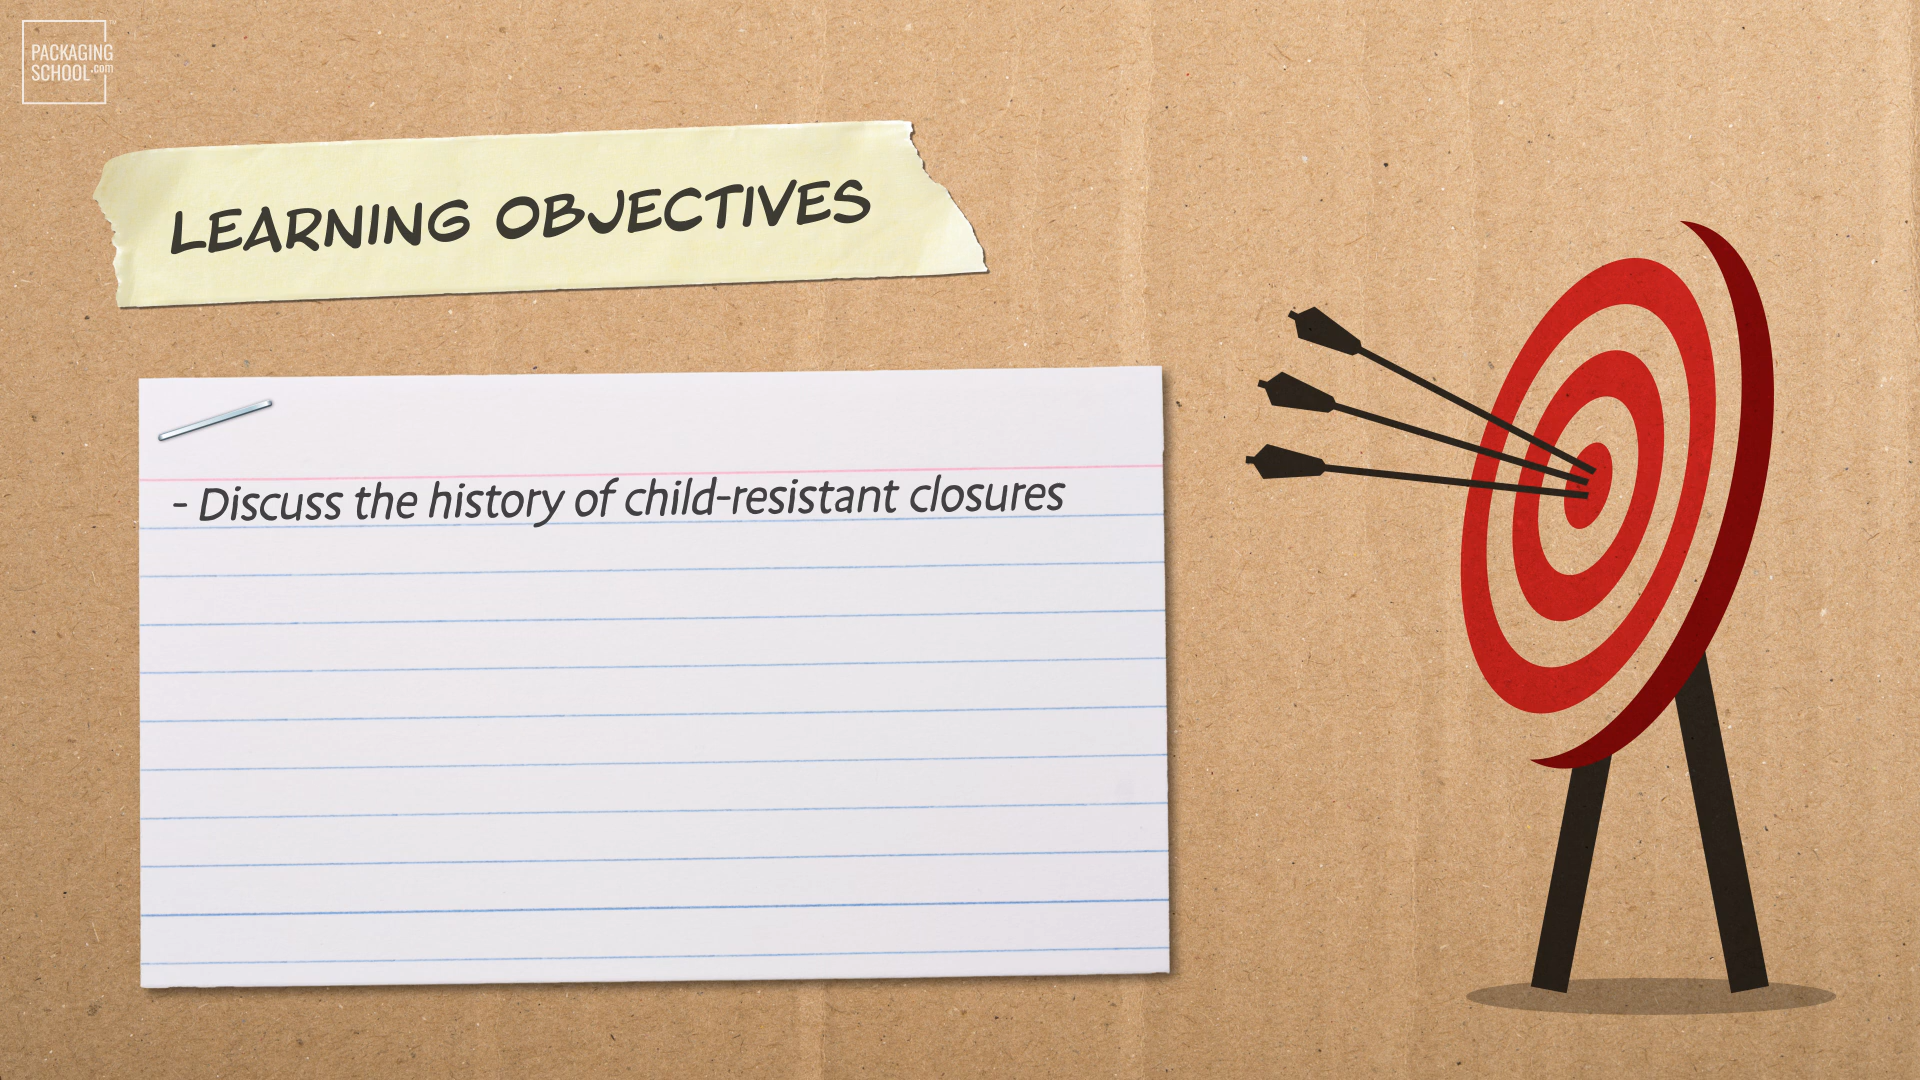 PACKAGING
SCHOOL.com
LEARNING OBJECTIVES
- Discuss the history of child-resistant closures